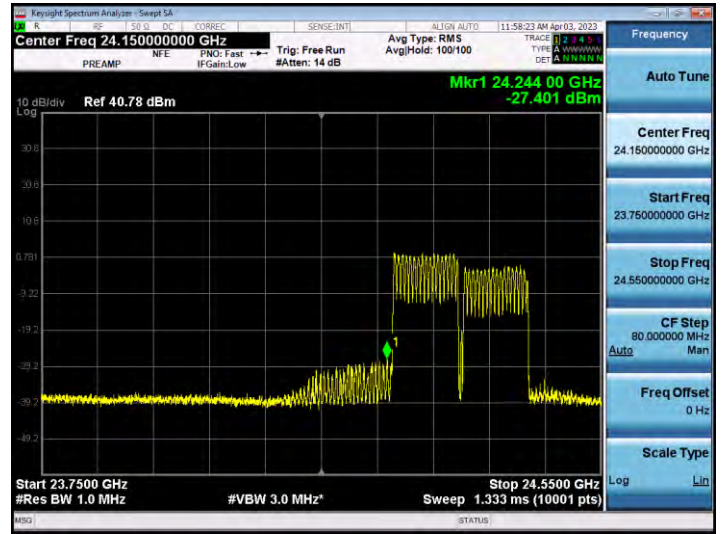 Keysight Spectrum Analyzer - Swept SA
R RF 50 Ω DC CORREC SENSE:INT ALIGN AUTO 11:58:23 AM Apr 03, 2023
Center Freq 24.150000000 GHz
PREAMP NFE PNO: Fast IFGain:Low
Trig: Free Run
#Atten: 14 dB
Avg Type: RMS
Avg|Hold: 100/100
TRACE 1 2 3 4 5 6
TYPE A WWWWW
DET A N N N N N
Mkr1 24.244 00 GHz
-27.401 dBm
10 dB/div Ref 40.78 dBm
Log
30.8
20.8
10.8
0.781
-9.22
-19.2
-29.2
-39.2
-49.2
1
Start 23.7500 GHz
Stop 24.5500 GHz
#Res BW 1.0 MHz
#VBW 3.0 MHz*
Sweep 1.333 ms (10001 pts)
MSG
STATUS
Frequency
Auto Tune
Center Freq
24.150000000 GHz
Start Freq
23.750000000 GHz
Stop Freq
24.550000000 GHz
CF Step
80.000000 MHz
Auto Man
Freq Offset
0 Hz
Scale Type
Log Lin